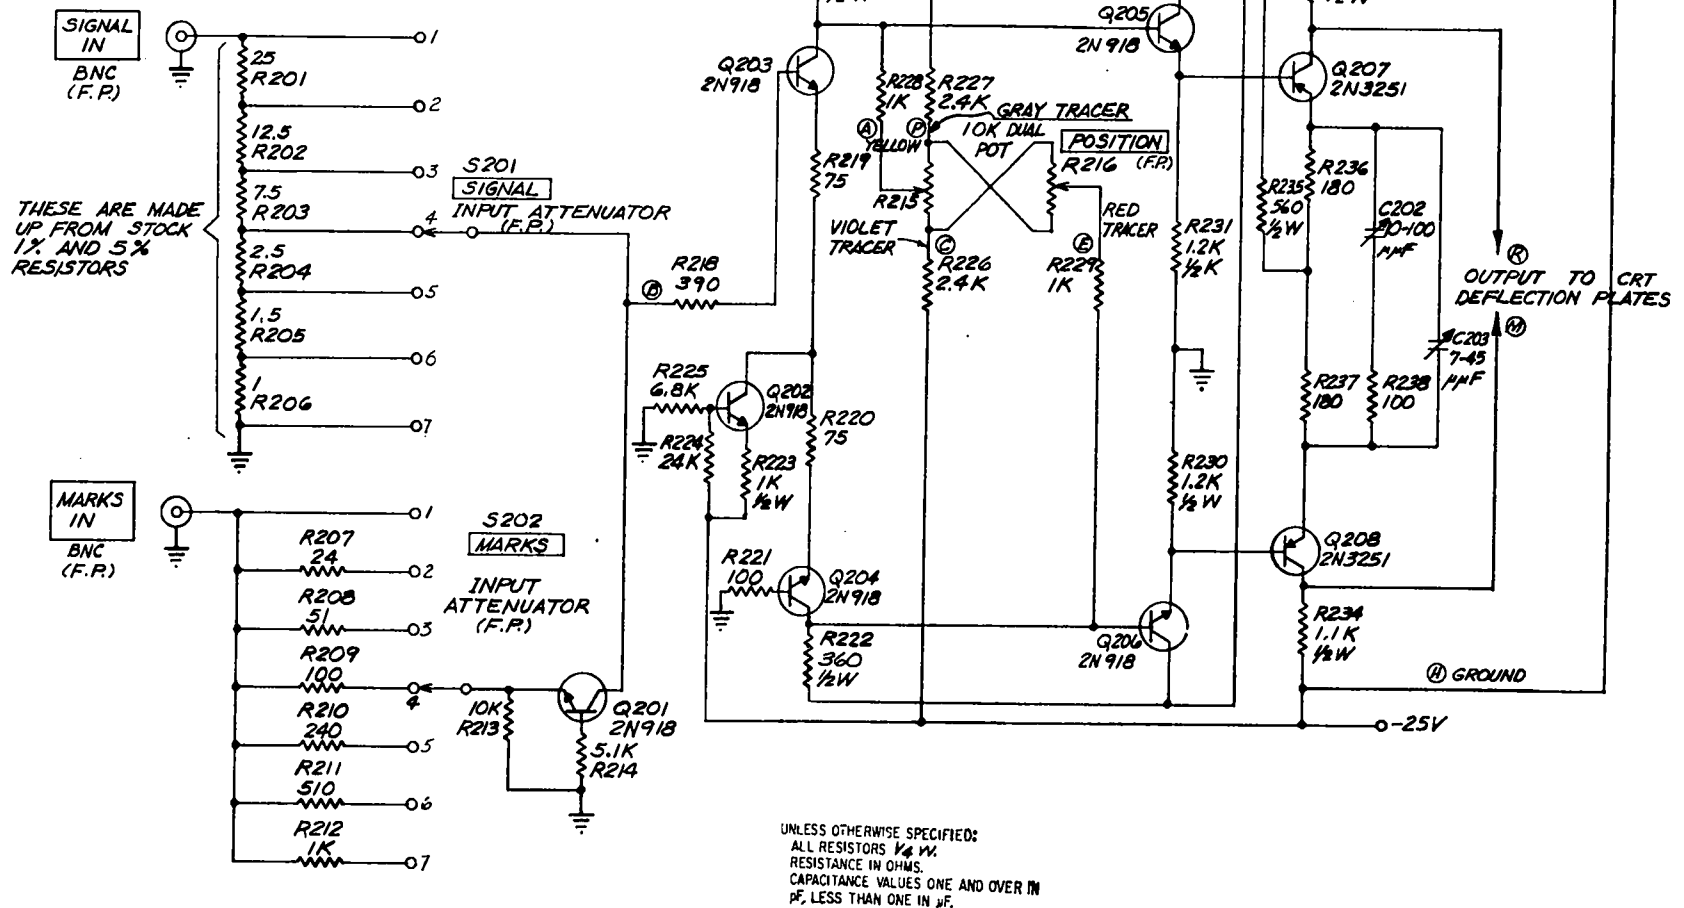 SIGNAL
IN
BNC
(F.P.)
25
R201
12.5
R202
7.5
R203
2.5
R204
1.5
R205
1
R206
1
2
3
4
5
6
7
THESE ARE MADE
UP FROM STOCK
1% AND 5%
RESISTORS
S201
SIGNAL
INPUT ATTENUATOR
(F.P.)
MARKS
IN
BNC
(F.P.)
R207
24
R208
51
R209
100
R210
240
R211
510
R212
1K
1
2
3
4
5
6
7
S202
MARKS
INPUT
ATTENUATOR
(F.P.)
10K
R213
Q201
2N918
5.1K
R214
B
R218
390
Q203
2N918
R219
75
R225
6.8K
R224
24K
Q202
2N918
R223
1K
½W
R220
75
R221
100
Q204
2N918
R222
360
½W
R228
1K
R227
2.4K
A
YELLOW
P
GRAY TRACER
10K DUAL
POT
POSITION
(F.P.)
R216
R215
VIOLET
TRACER
C
R226
2.4K
RED
TRACER
E
R229
1K
Q205
2N918
R231
1.2K
½K
R230
1.2K
½W
Q206
2N918
½W
Q207
2N3251
R236
180
R235
560
½W
C202
10-100
µµF
C203
7-45
µµF
R237
180
R238
100
K
OUTPUT TO CRT
DEFLECTION PLATES
M
Q208
2N3251
R234
1.1K
½W
H GROUND
-25V
UNLESS OTHERWISE SPECIFIED:
ALL RESISTORS ¼ W.
RESISTANCE IN OHMS.
CAPACITANCE VALUES ONE AND OVER IN
pF, LESS THAN ONE IN µF.